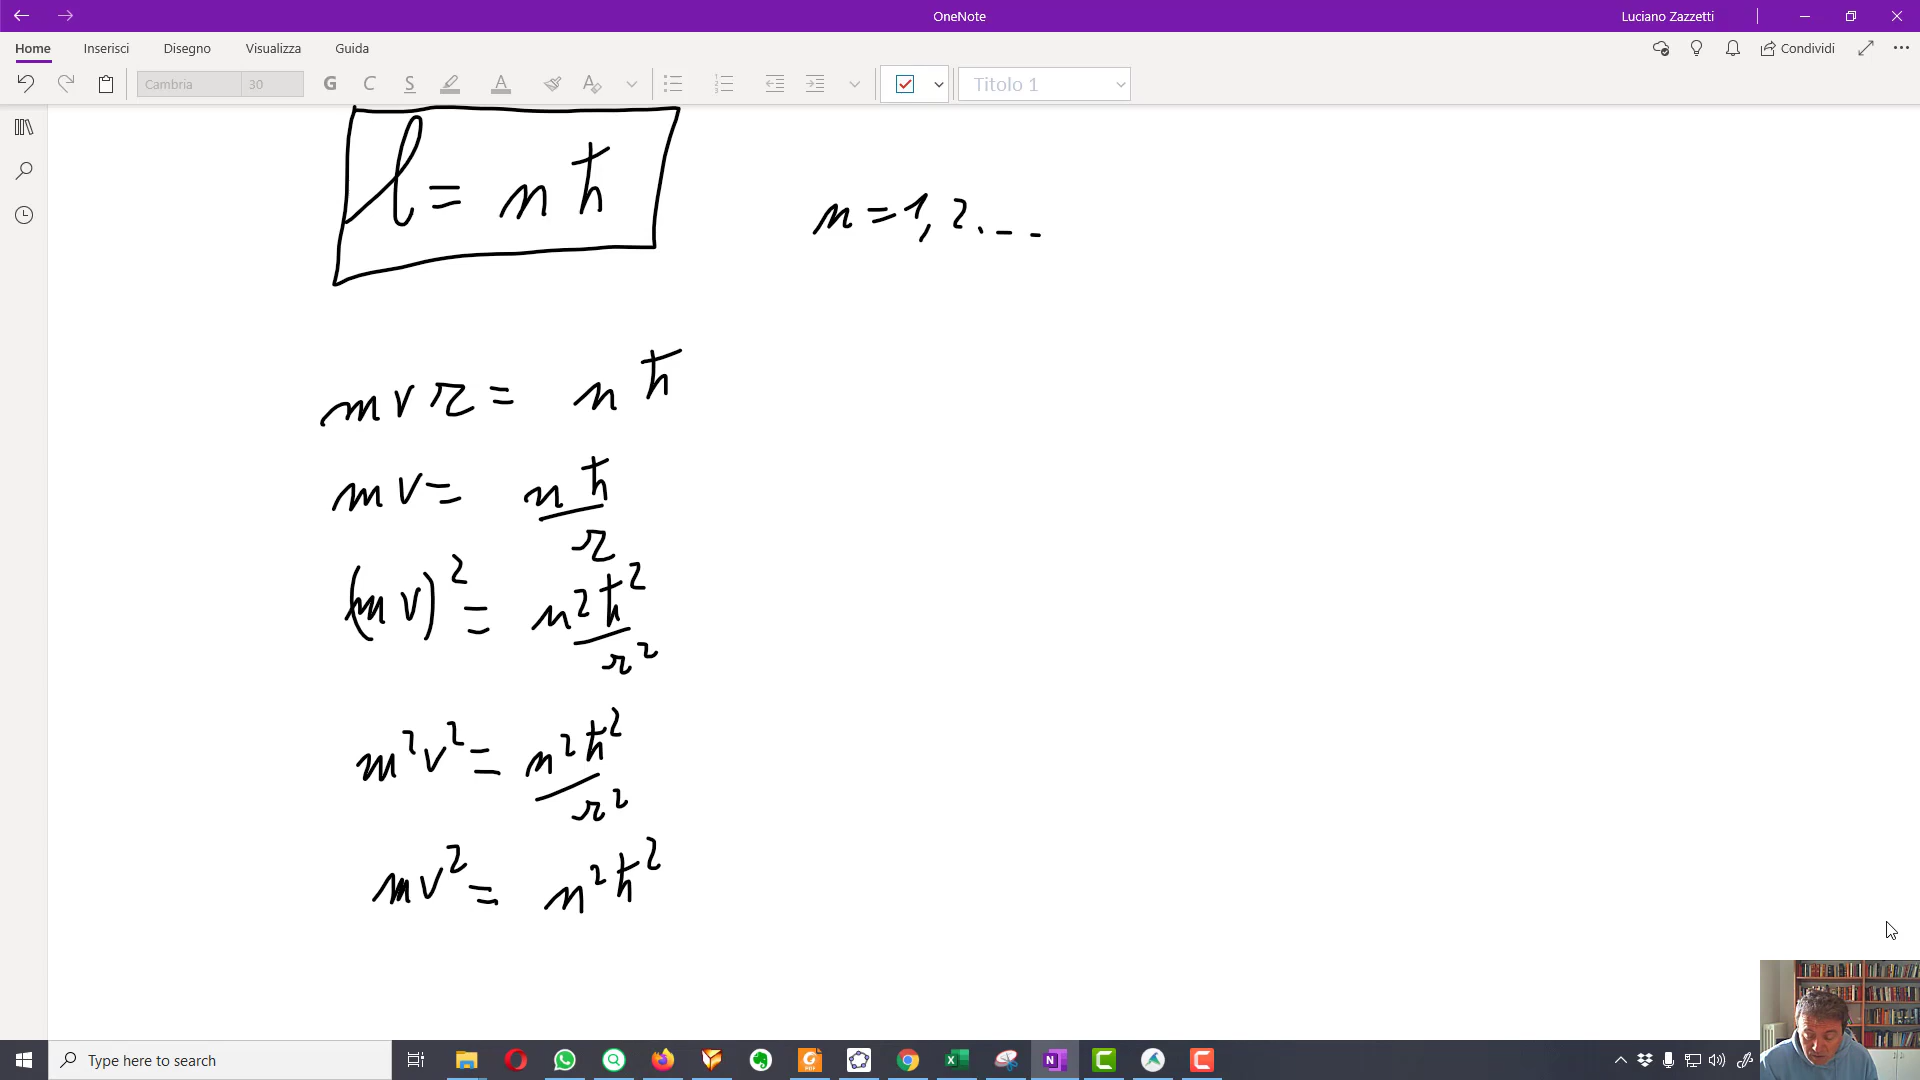 OneNote
Luciano Zazzetti
Home Inserisci Disegno Visualizza Guida
Condividi
Cambria 30 G C S A A Titolo 1
l = n ħ
n = 1, 2 . - -
m v r = n ħ
m v = n ħ / r
(m v)² = n² ħ² / r²
m² v² = n² ħ² / r²
m v² = n² ħ²
Type here to search